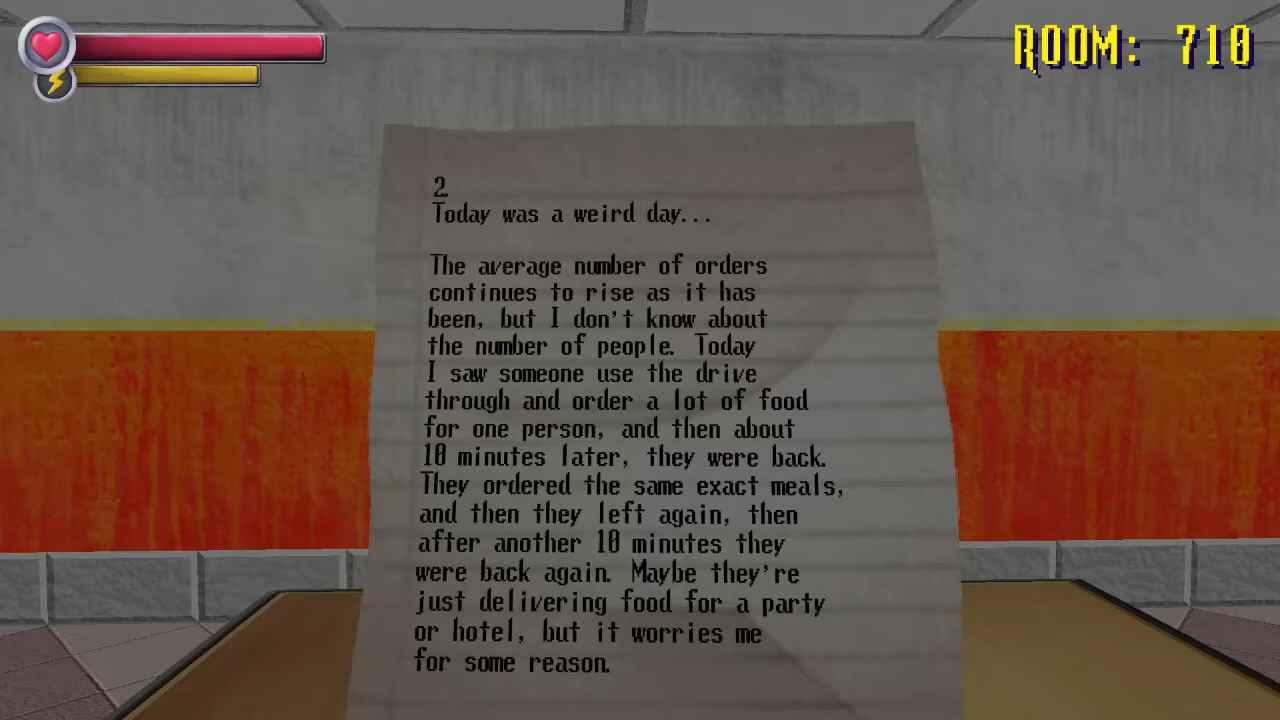 ROOM: 710
2.
Today was a weird day...
The average number of orders
continues to rise as it has
been, but I don't know about
the number of people. Today
I saw someone use the drive
through and order a lot of food
for one person, and then about
10 minutes later, they were back.
They ordered the same exact meals,
and then they left again, then
after another 10 minutes they
were back again. Maybe they're
just delivering food for a party
or hotel, but it worries me
for some reason.